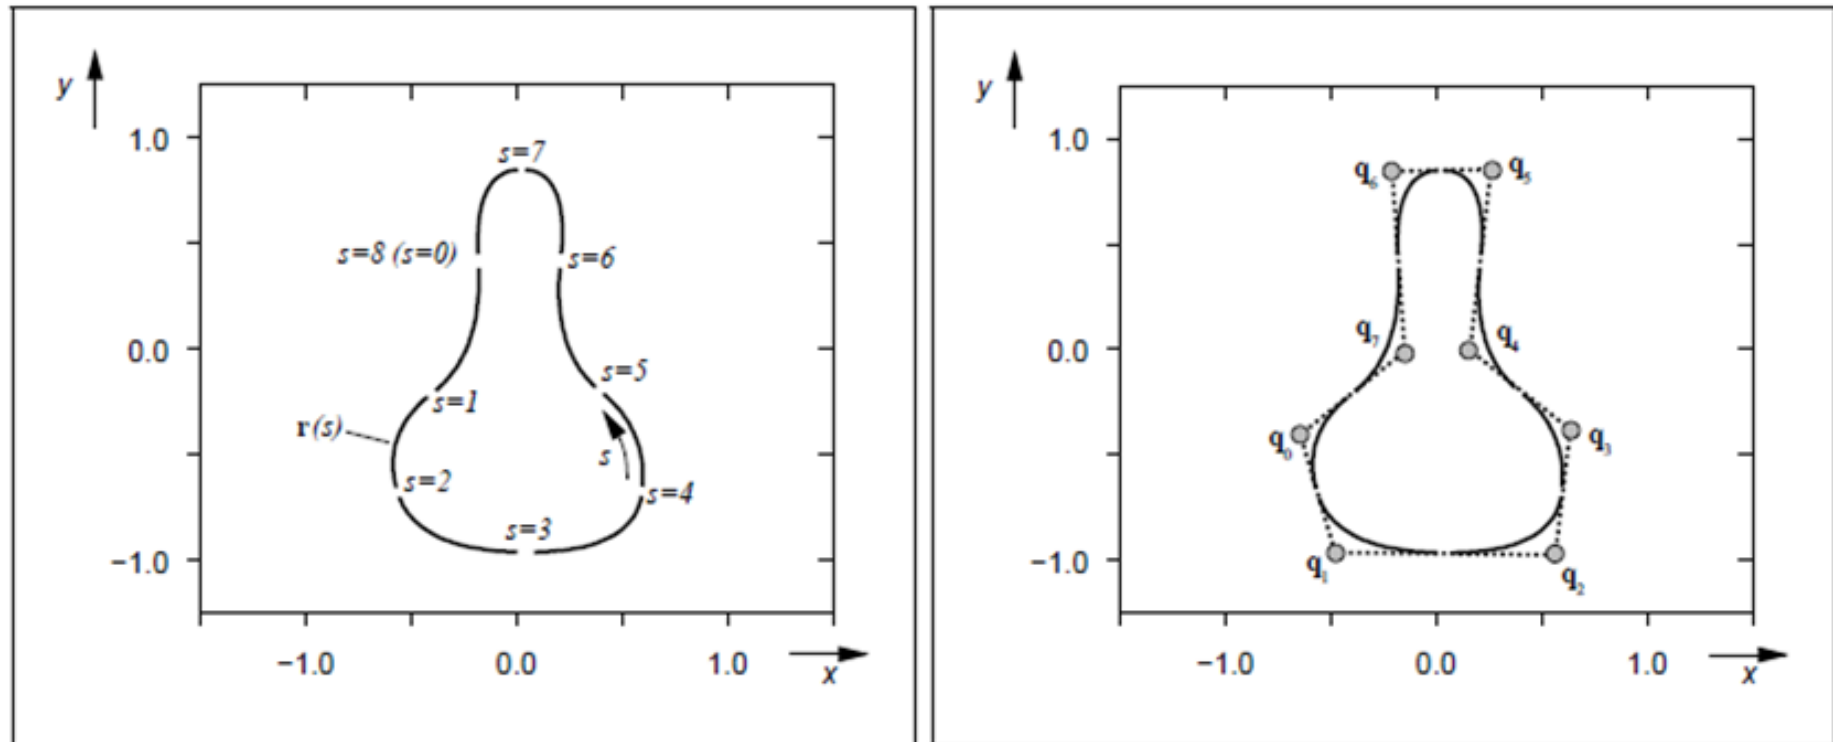 y
1.0
s=7
s=8 (s=0)
s=6
0.0
s=5
s=1
r(s)
s
s=2
s=4
s=3
−1.0
−1.0 0.0 1.0
x
y
1.0
q₆ q₅
q₇ q₄
0.0
q₀ q₃
−1.0
q₁ q₂
−1.0 0.0 1.0
x